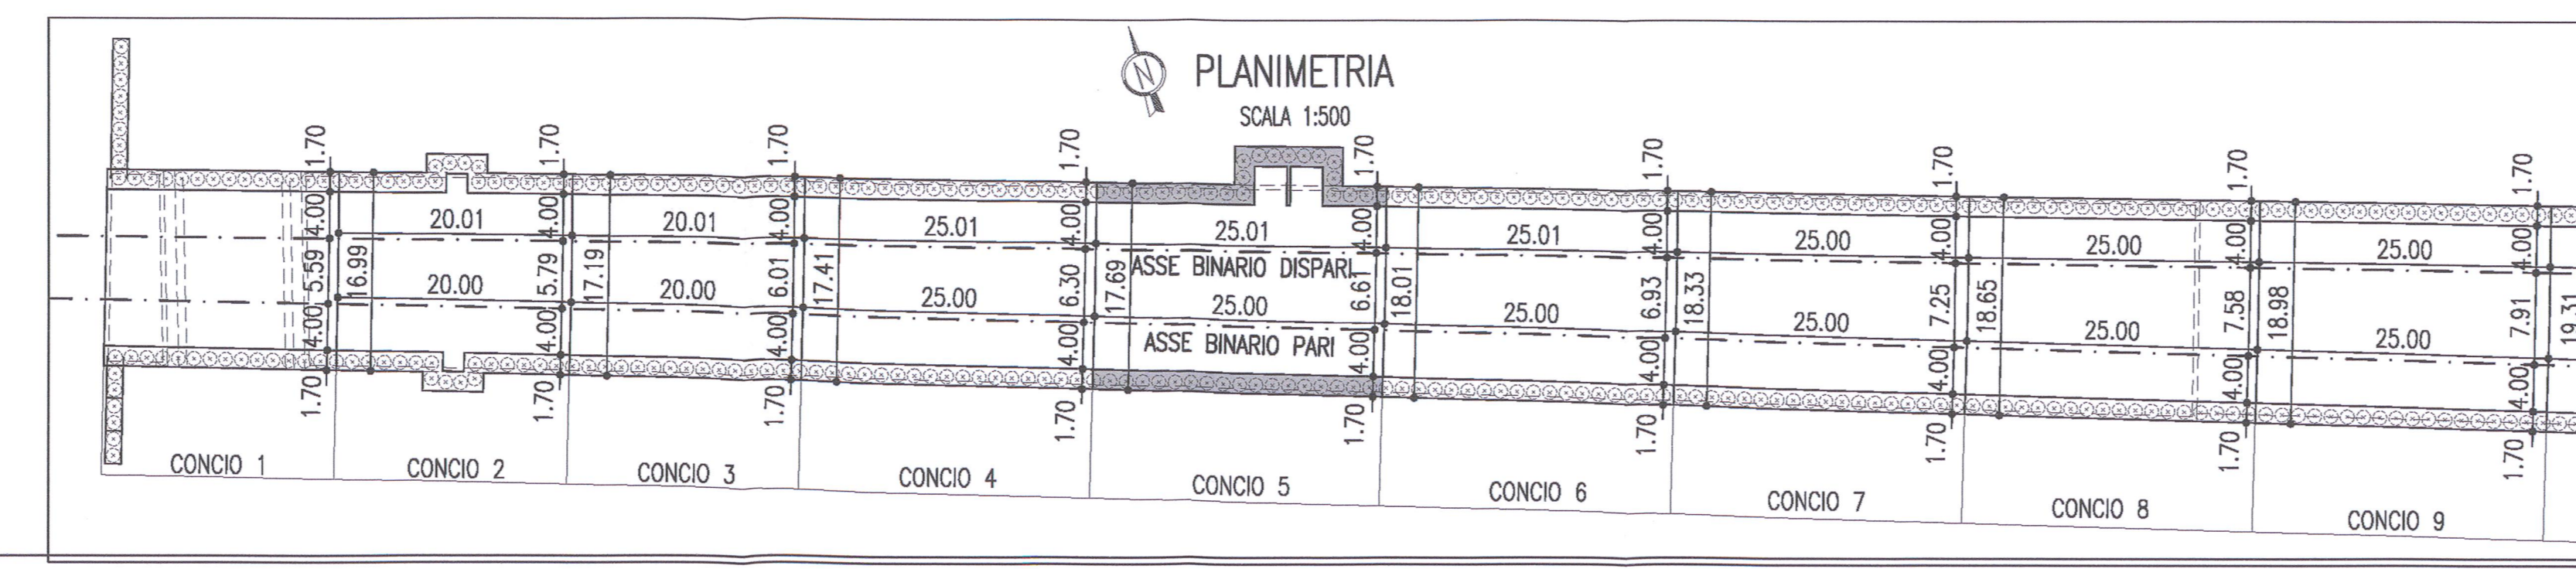 N
PLANIMETRIA
SCALA 1:500
1.70 1.70 1.70 1.70 1.70 1.70 1.70 1.70 1.70
4.00 4.00 4.00 4.00 4.00 4.00 4.00 4.00 4.00
20.01 20.01 25.01 25.01 25.01 25.00 25.00 25.00
ASSE BINARIO DISPARI
5.59 16.99 5.79 17.19 6.01 17.41 6.30 17.69 6.61 18.01 6.93 18.33 7.25 18.65 7.58 18.98 7.91 19.31
20.00 20.00 25.00 25.00 25.00 25.00 25.00 25.00
ASSE BINARIO PARI
4.00 4.00 4.00 4.00 4.00 4.00 4.00 4.00 4.00
1.70 1.70 1.70 1.70 1.70 1.70 1.70 1.70 1.70
CONCIO 1 CONCIO 2 CONCIO 3 CONCIO 4 CONCIO 5 CONCIO 6 CONCIO 7 CONCIO 8 CONCIO 9